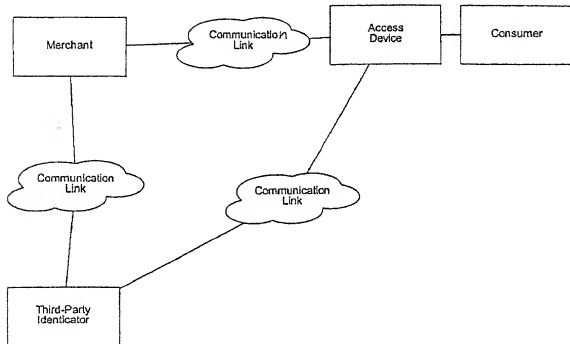 Merchant
Communication
Link
Access
Device
Consumer
Communication
Link
Communication
Link
Third-Party
Identicator